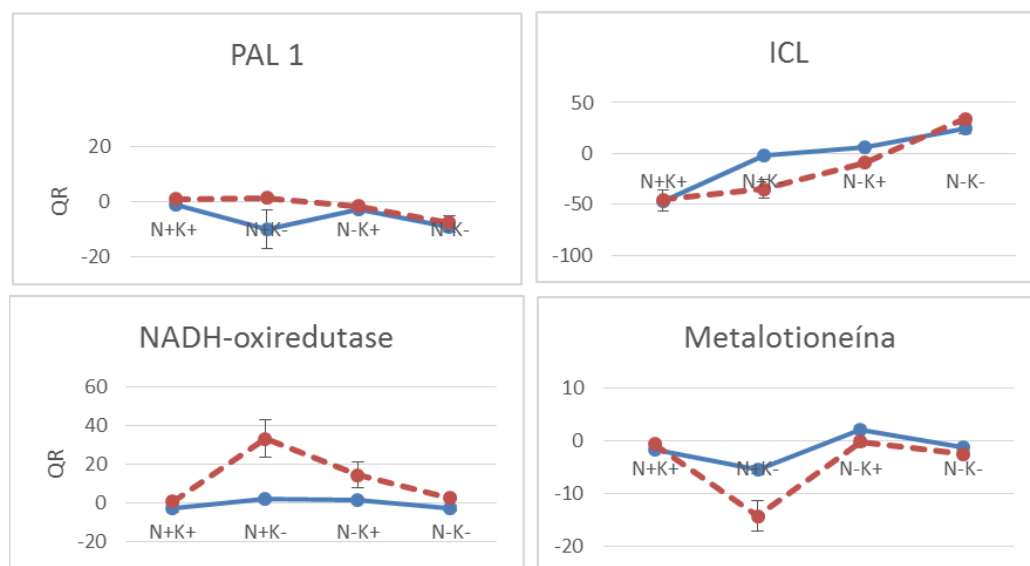 PAL 1
20
0
-20
QR
N+K+
N+K-
N-K+
N-K-
ICL
50
0
-50
-100
N+K+
N+K-
N-K+
N-K-
NADH-oxiredutase
60
40
20
0
-20
QR
N+K+
N+K-
N-K+
N-K-
Metalotioneína
10
0
-10
-20
N+K+
N+K-
N-K+
N-K-